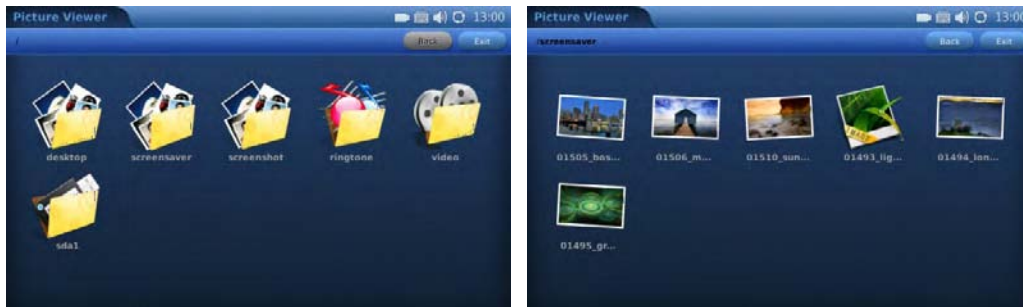 Picture Viewer 13:00
/
Back Exit
desktop screensaver screenshot ringtone video
sda1
Picture Viewer 13:00
/screensaver
Back Exit
01505_bos... 01506_m... 01510_sun... 01493_lig... 01494_lon...
01495_gr...